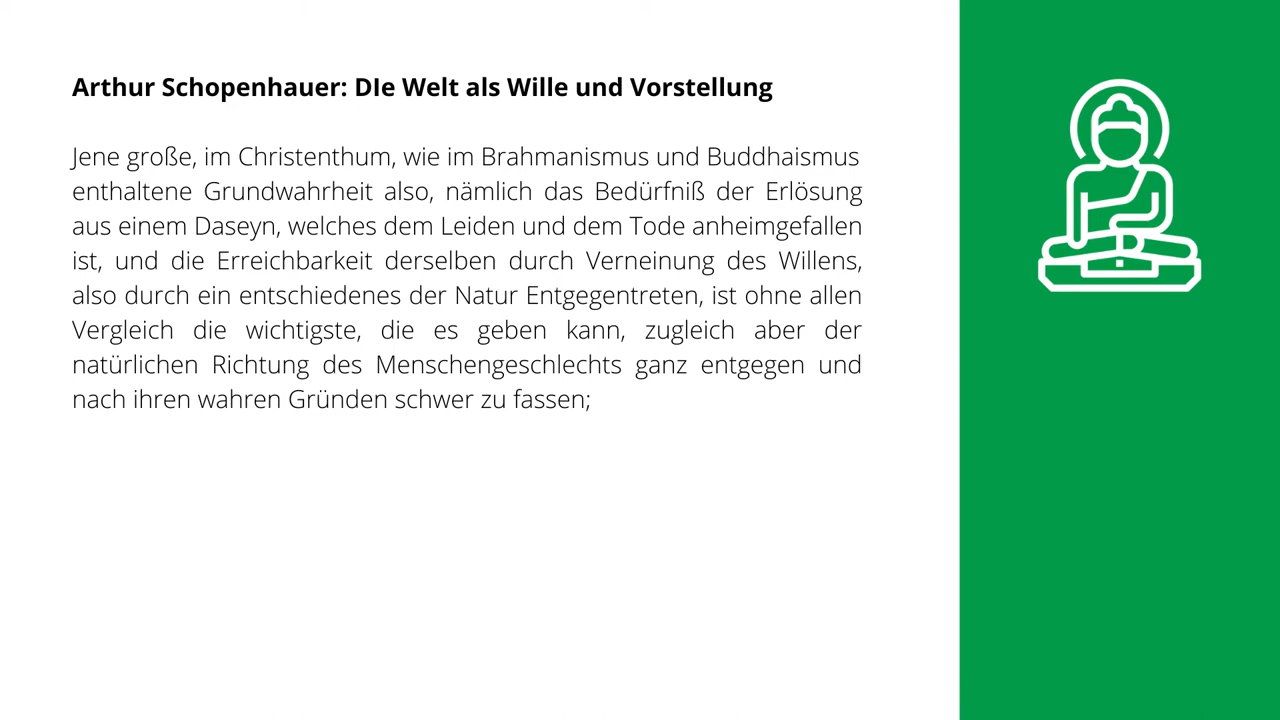 Arthur Schopenhauer: DIe Welt als Wille und Vorstellung
Jene große, im Christenthum, wie im Brahmanismus und Buddhaismus
enthaltene Grundwahrheit also, nämlich das Bedürfniß der Erlösung
aus einem Daseyn, welches dem Leiden und dem Tode anheimgefallen
ist, und die Erreichbarkeit derselben durch Verneinung des Willens,
also durch ein entschiedenes der Natur Entgegentreten, ist ohne allen
Vergleich die wichtigste, die es geben kann, zugleich aber der
natürlichen Richtung des Menschengeschlechts ganz entgegen und
nach ihren wahren Gründen schwer zu fassen;